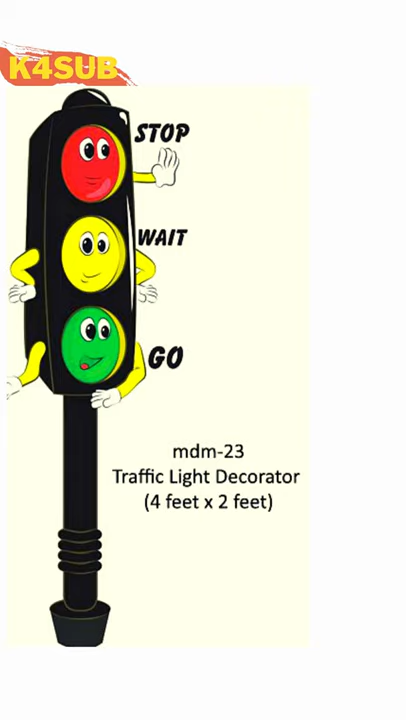 K4SUB
STOP
WAIT
GO
mdm-23
Traffic Light Decorator
(4 feet x 2 feet)